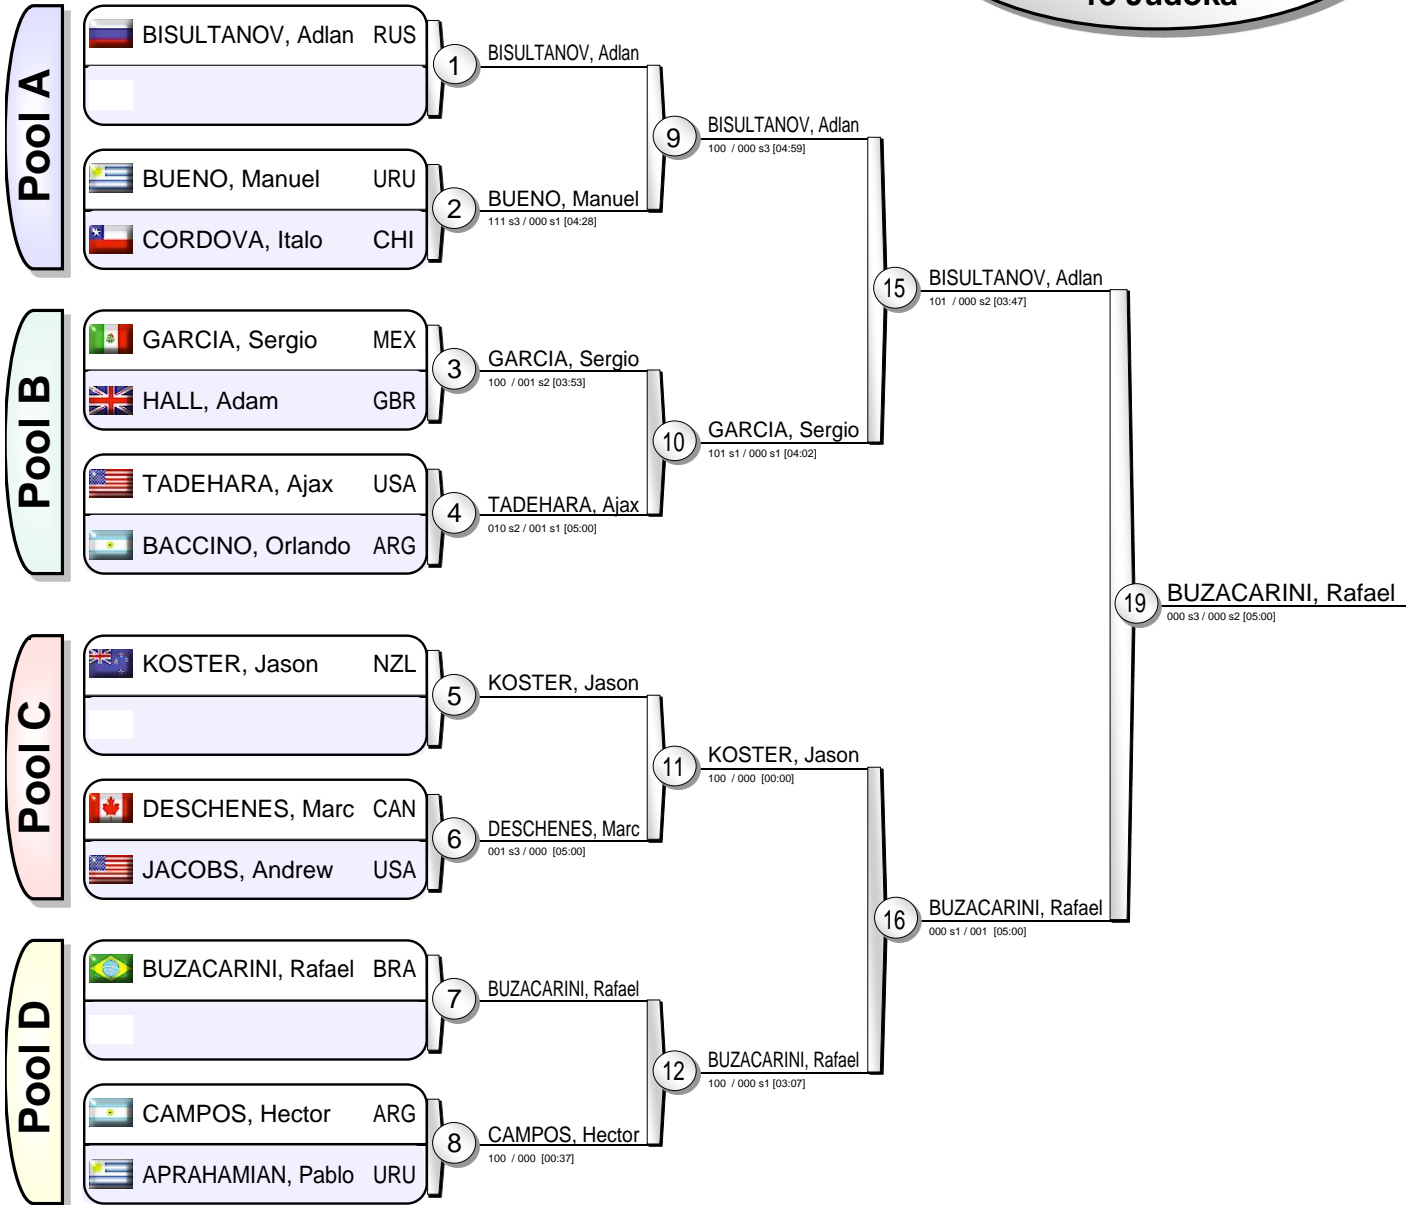 13 Judoka
Pool A
BISULTANOV, Adlan RUS
1
BISULTANOV, Adlan
BUENO, Manuel URU
CORDOVA, Italo CHI
2
BUENO, Manuel
111 s3 / 000 s1 [04:28]
9
BISULTANOV, Adlan
100 / 000 s3 [04:59]
Pool B
GARCIA, Sergio MEX
HALL, Adam GBR
3
GARCIA, Sergio
100 / 001 s2 [03:53]
TADEHARA, Ajax USA
BACCINO, Orlando ARG
4
TADEHARA, Ajax
010 s2 / 001 s1 [05:00]
10
GARCIA, Sergio
101 s1 / 000 s1 [04:02]
15
BISULTANOV, Adlan
101 / 000 s2 [03:47]
Pool C
KOSTER, Jason NZL
5
KOSTER, Jason
DESCHENES, Marc CAN
JACOBS, Andrew USA
6
DESCHENES, Marc
001 s3 / 000 [05:00]
11
KOSTER, Jason
100 / 000 [00:00]
Pool D
BUZACARINI, Rafael BRA
7
BUZACARINI, Rafael
CAMPOS, Hector ARG
APRAHAMIAN, Pablo URU
8
CAMPOS, Hector
100 / 000 [00:37]
12
BUZACARINI, Rafael
100 / 000 s1 [03:07]
16
BUZACARINI, Rafael
000 s1 / 001 [05:00]
19
BUZACARINI, Rafael
000 s3 / 000 s2 [05:00]